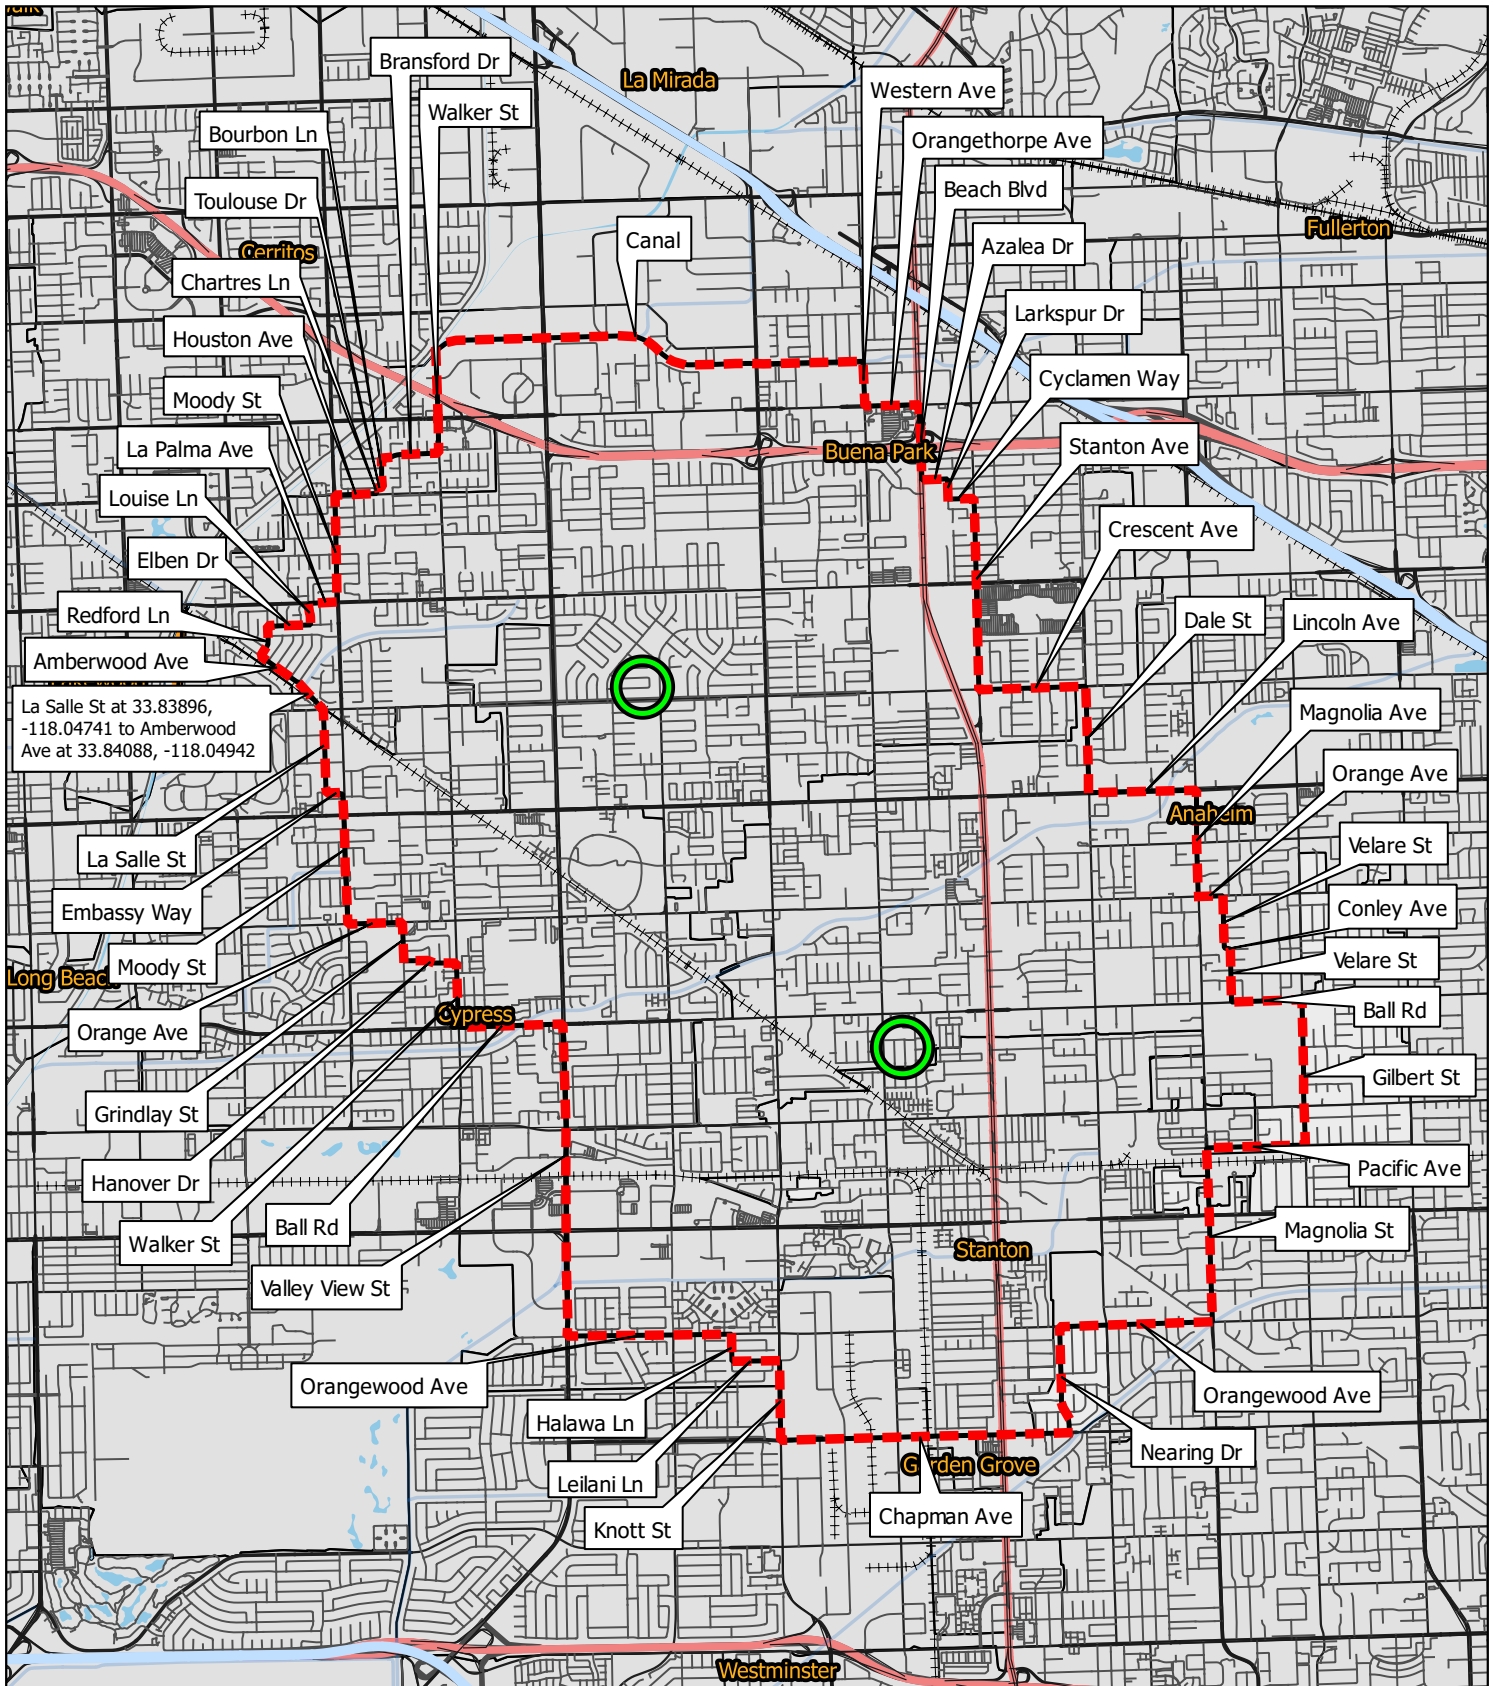 Bransford Dr
La Mirada
Walker St
Western Ave
Bourbon Ln
Orangethorpe Ave
Toulouse Dr
Beach Blvd
Fullerton
Canal
Azalea Dr
Cerritos
Chartres Ln
Larkspur Dr
Houston Ave
Cyclamen Way
Moody St
La Palma Ave
Buena Park
Stanton Ave
Louise Ln
Crescent Ave
Elben Dr
Redford Ln
Dale St
Lincoln Ave
Amberwood Ave
La Salle St at 33.83896,
-118.04741 to Amberwood
Ave at 33.84088, -118.04942
Magnolia Ave
Orange Ave
Anaheim
Velare St
La Salle St
Embassy Way
Conley Ave
Moody St
Velare St
Long Beach
Ball Rd
Cypress
Orange Ave
Gilbert St
Grindlay St
Pacific Ave
Hanover Dr
Ball Rd
Magnolia St
Walker St
Stanton
Valley View St
Orangewood Ave
Orangewood Ave
Halawa Ln
Nearing Dr
Garden Grove
Leilani Ln
Chapman Ave
Knott St
Westminster